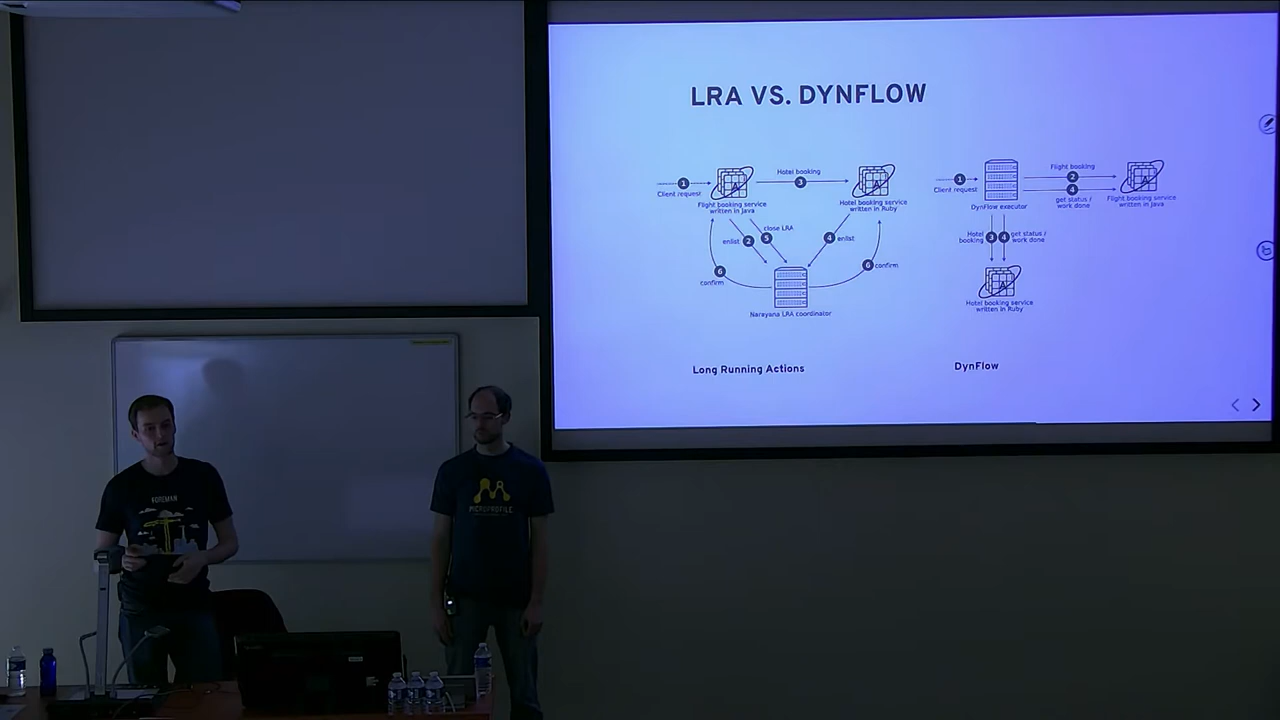 LRA VS. DYNFLOW
1
Client request
Flight booking service
written in Java
Hotel booking
3
Hotel booking service
written in Ruby
enlist
2
5
close LRA
4
enlist
6
confirm
6
confirm
Narayana LRA coordinator
Long Running Actions
1
Client request
DynFlow executor
Flight booking
2
4
get status /
work done
Flight booking service
written in Java
Hotel
booking
3
4
get status /
work done
Hotel booking service
written in Ruby
DynFlow
FOREMAN
MICROPROFILE